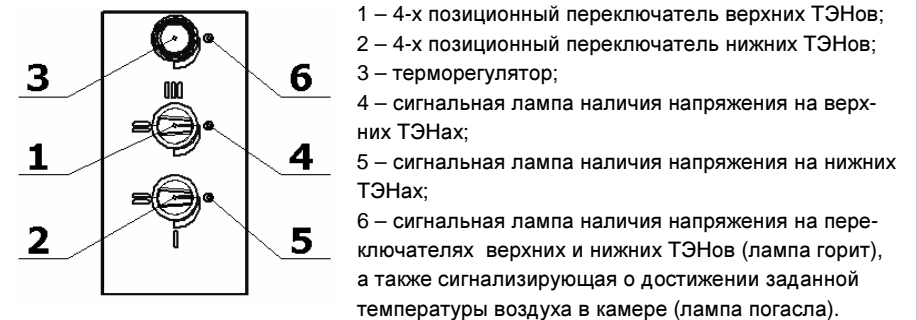 1 – 4-х позиционный переключатель верхних ТЭНов;
2 – 4-х позиционный переключатель нижних ТЭНов;
3 – терморегулятор;
4 – сигнальная лампа наличия напряжения на верх-
них ТЭНах;
5 – сигнальная лампа наличия напряжения на нижних
ТЭНах;
6 – сигнальная лампа наличия напряжения на пере-
ключателях верхних и нижних ТЭНов (лампа горит),
а также сигнализирующая о достижении заданной
температуры воздуха в камере (лампа погасла).
3
6
III
=
1
4
=
2
5
I